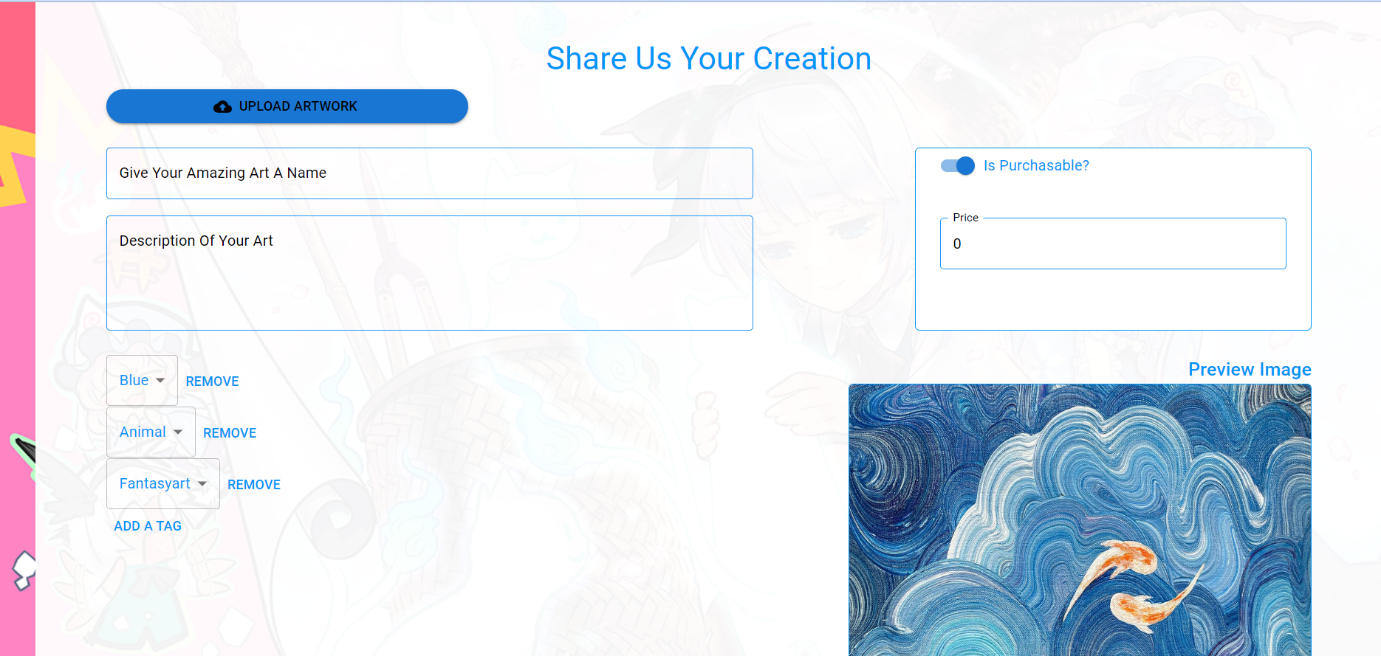 Share Us Your Creation
UPLOAD ARTWORK
Give Your Amazing Art A Name
Is Purchasable?
Price
0
Description Of Your Art
Blue
REMOVE
Animal
REMOVE
Fantasyart
REMOVE
ADD A TAG
Preview Image